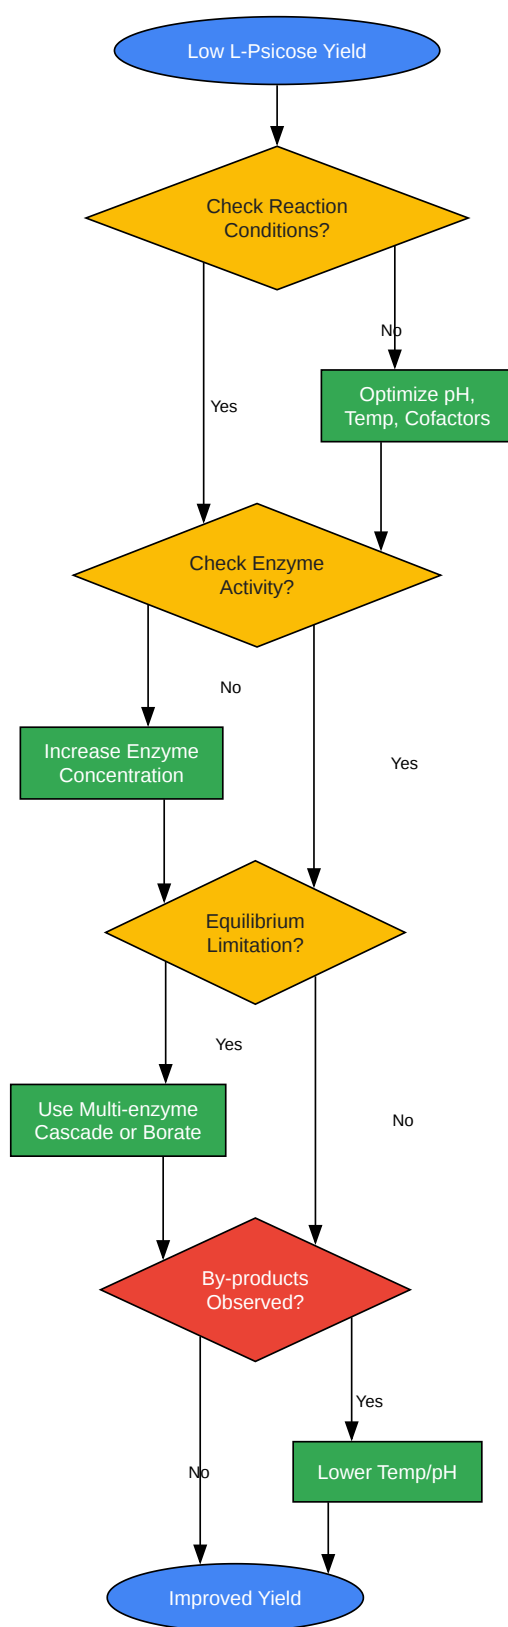 Low L-Psicose Yield
Check Reaction
Conditions?
No
Optimize pH,
Temp, Cofactors
Yes
Check Enzyme
Activity?
No
Increase Enzyme
Concentration
Yes
Equilibrium
Limitation?
Yes
Use Multi-enzyme
Cascade or Borate
No
By-products
Observed?
Yes
Lower Temp/pH
No
Improved Yield